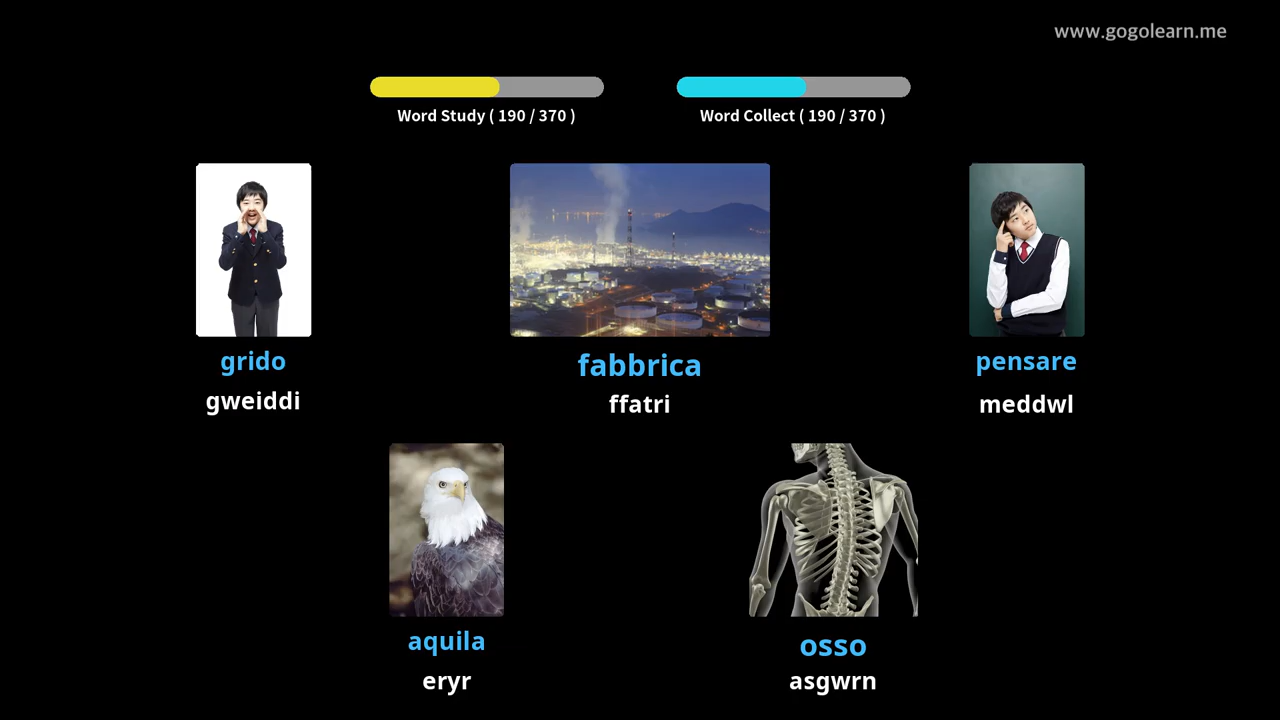 www.gogolearn.me
Word Study ( 190 / 370 )
Word Collect ( 190 / 370 )
grido
gweiddi
fabbrica
ffatri
pensare
meddwl
aquila
eryr
osso
asgwrn